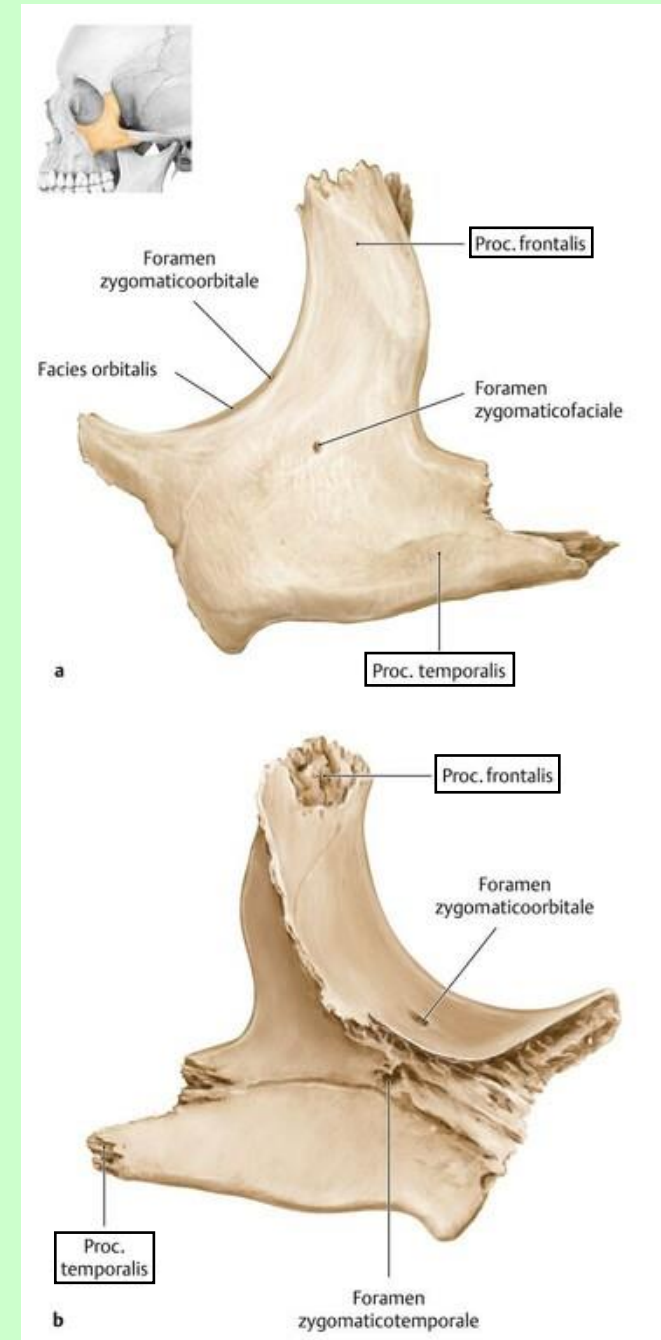 Proc. frontalis
Foramen
zygomaticoorbitale
Facies orbitalis
Foramen
zygomaticofaciale
a
Proc. temporalis
Proc. frontalis
Foramen
zygomaticoorbitale
Proc.
temporalis
Foramen
zygomaticotemporale
b